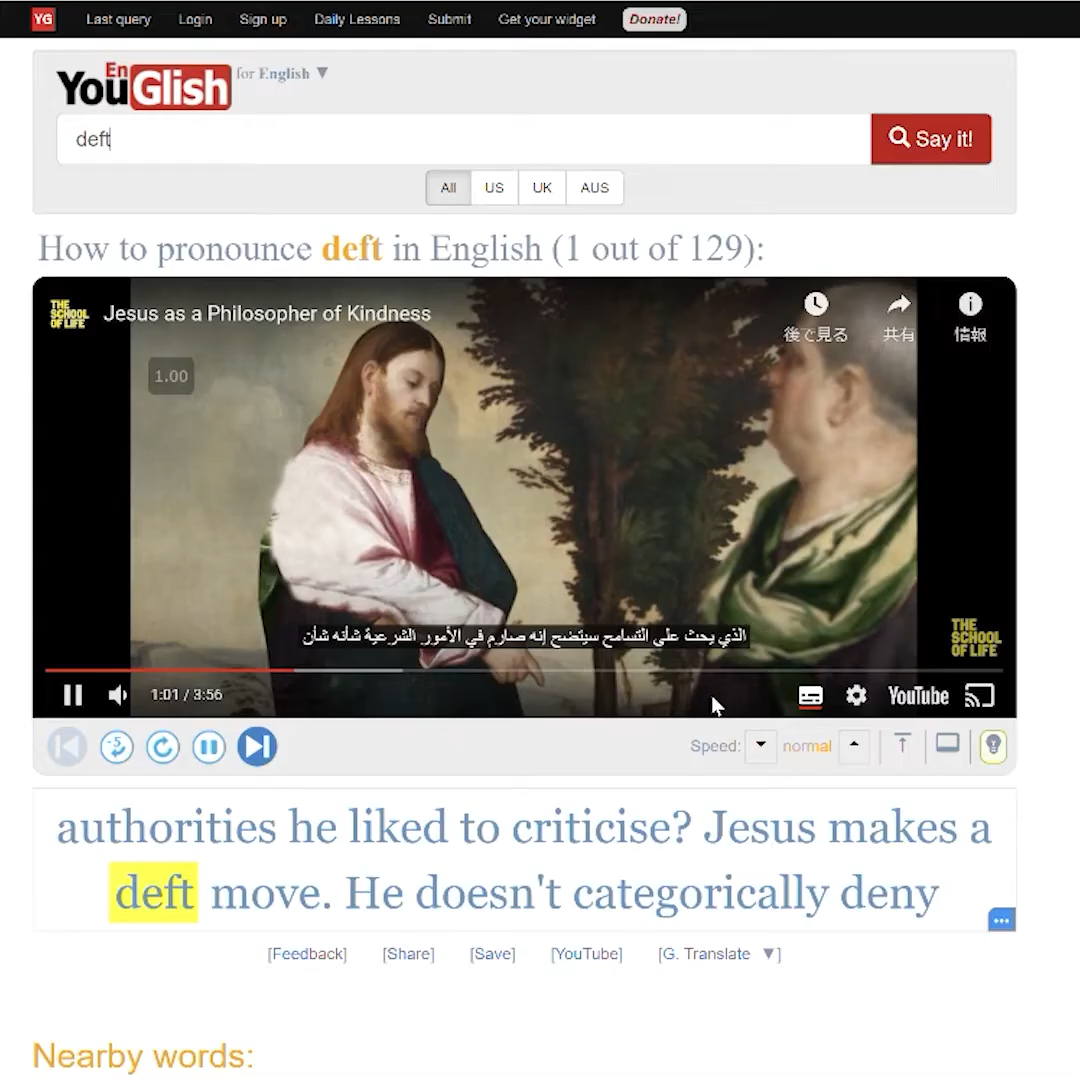 YG Last query Login Sign up Daily Lessons Submit Get your widget Donate!
YouGlish En for English ▼
deft
Say it!
All US UK AUS
How to pronounce deft in English (1 out of 129):
THE SCHOOL OF LIFE
Jesus as a Philosopher of Kindness
後で見る 共有 情報
1.00
الذي يحث على التسامح سيتضح إنه صارم في الأمور الشرعية شأنه شأن
THE SCHOOL OF LIFE
1:01 / 3:56
YouTube
5
Speed: normal
authorities he liked to criticise? Jesus makes a
deft move. He doesn't categorically deny
[Feedback] [Share] [Save] [YouTube] [G. Translate ▼]
Nearby words: